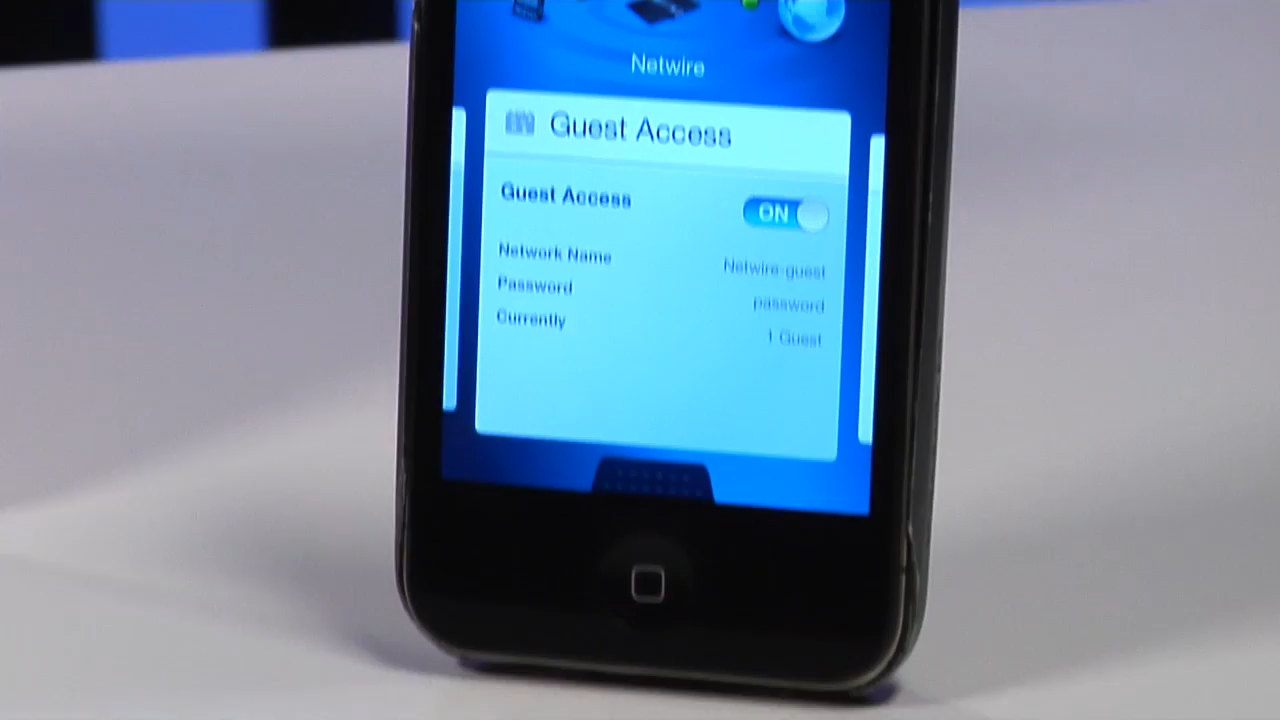 Netwire
Guest Access
Guest Access ON
Network Name Netwire-guest
Password password
Currently 1 Guest